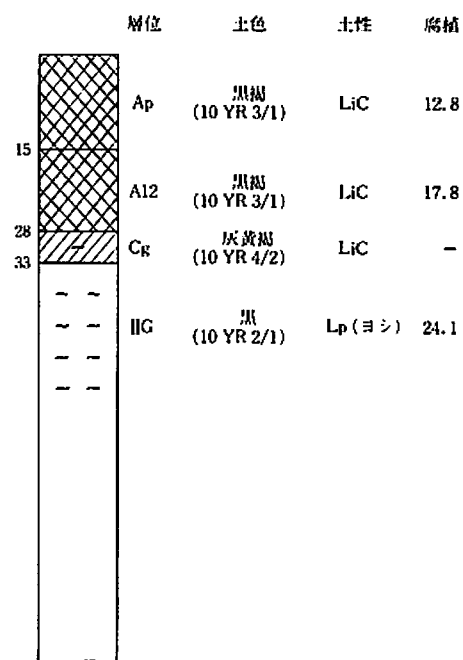 層位 土色 土性 腐植
Ap 黒褐 LiC 12.8
(10 YR 3/1)
15
A12 黒褐 LiC 17.8
(10 YR 3/1)
28
Cg 灰黄褐 LiC –
(10 YR 4/2)
33
IIG 黒 Lp(ヨシ) 24.1
(10 YR 2/1)